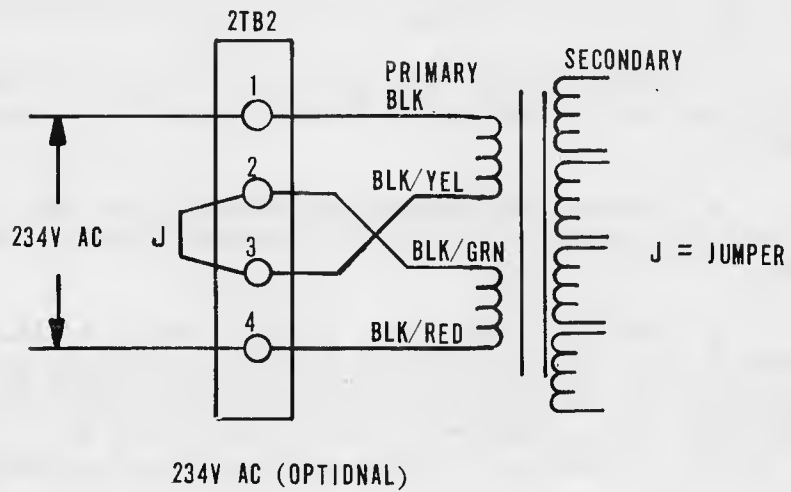 2TB2
1
PRIMARY
BLK
SECONDARY
2
BLK/YEL
234V AC
J
3
BLK/GRN
J = JUMPER
4
BLK/RED
234V AC (OPTIDNAL)